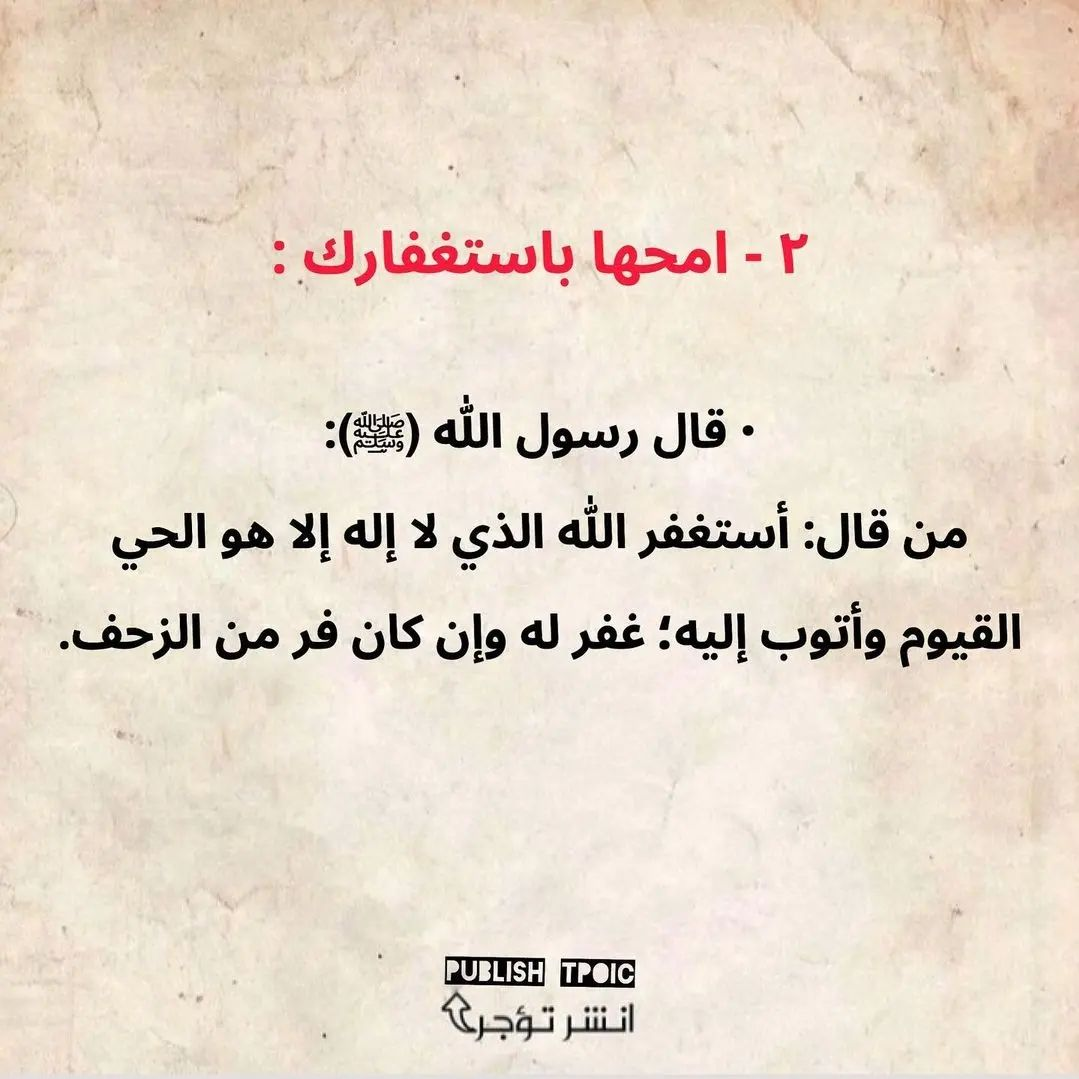 ٢ - امحها باستغفارك :
• قال رسول الله (ﷺ):
من قال: أستغفر الله الذي لا إله إلا هو الحي
القيوم وأتوب إليه؛ غفر له وإن كان فر من الزحف.
PUBLISH TPOIC
انشر تؤجر